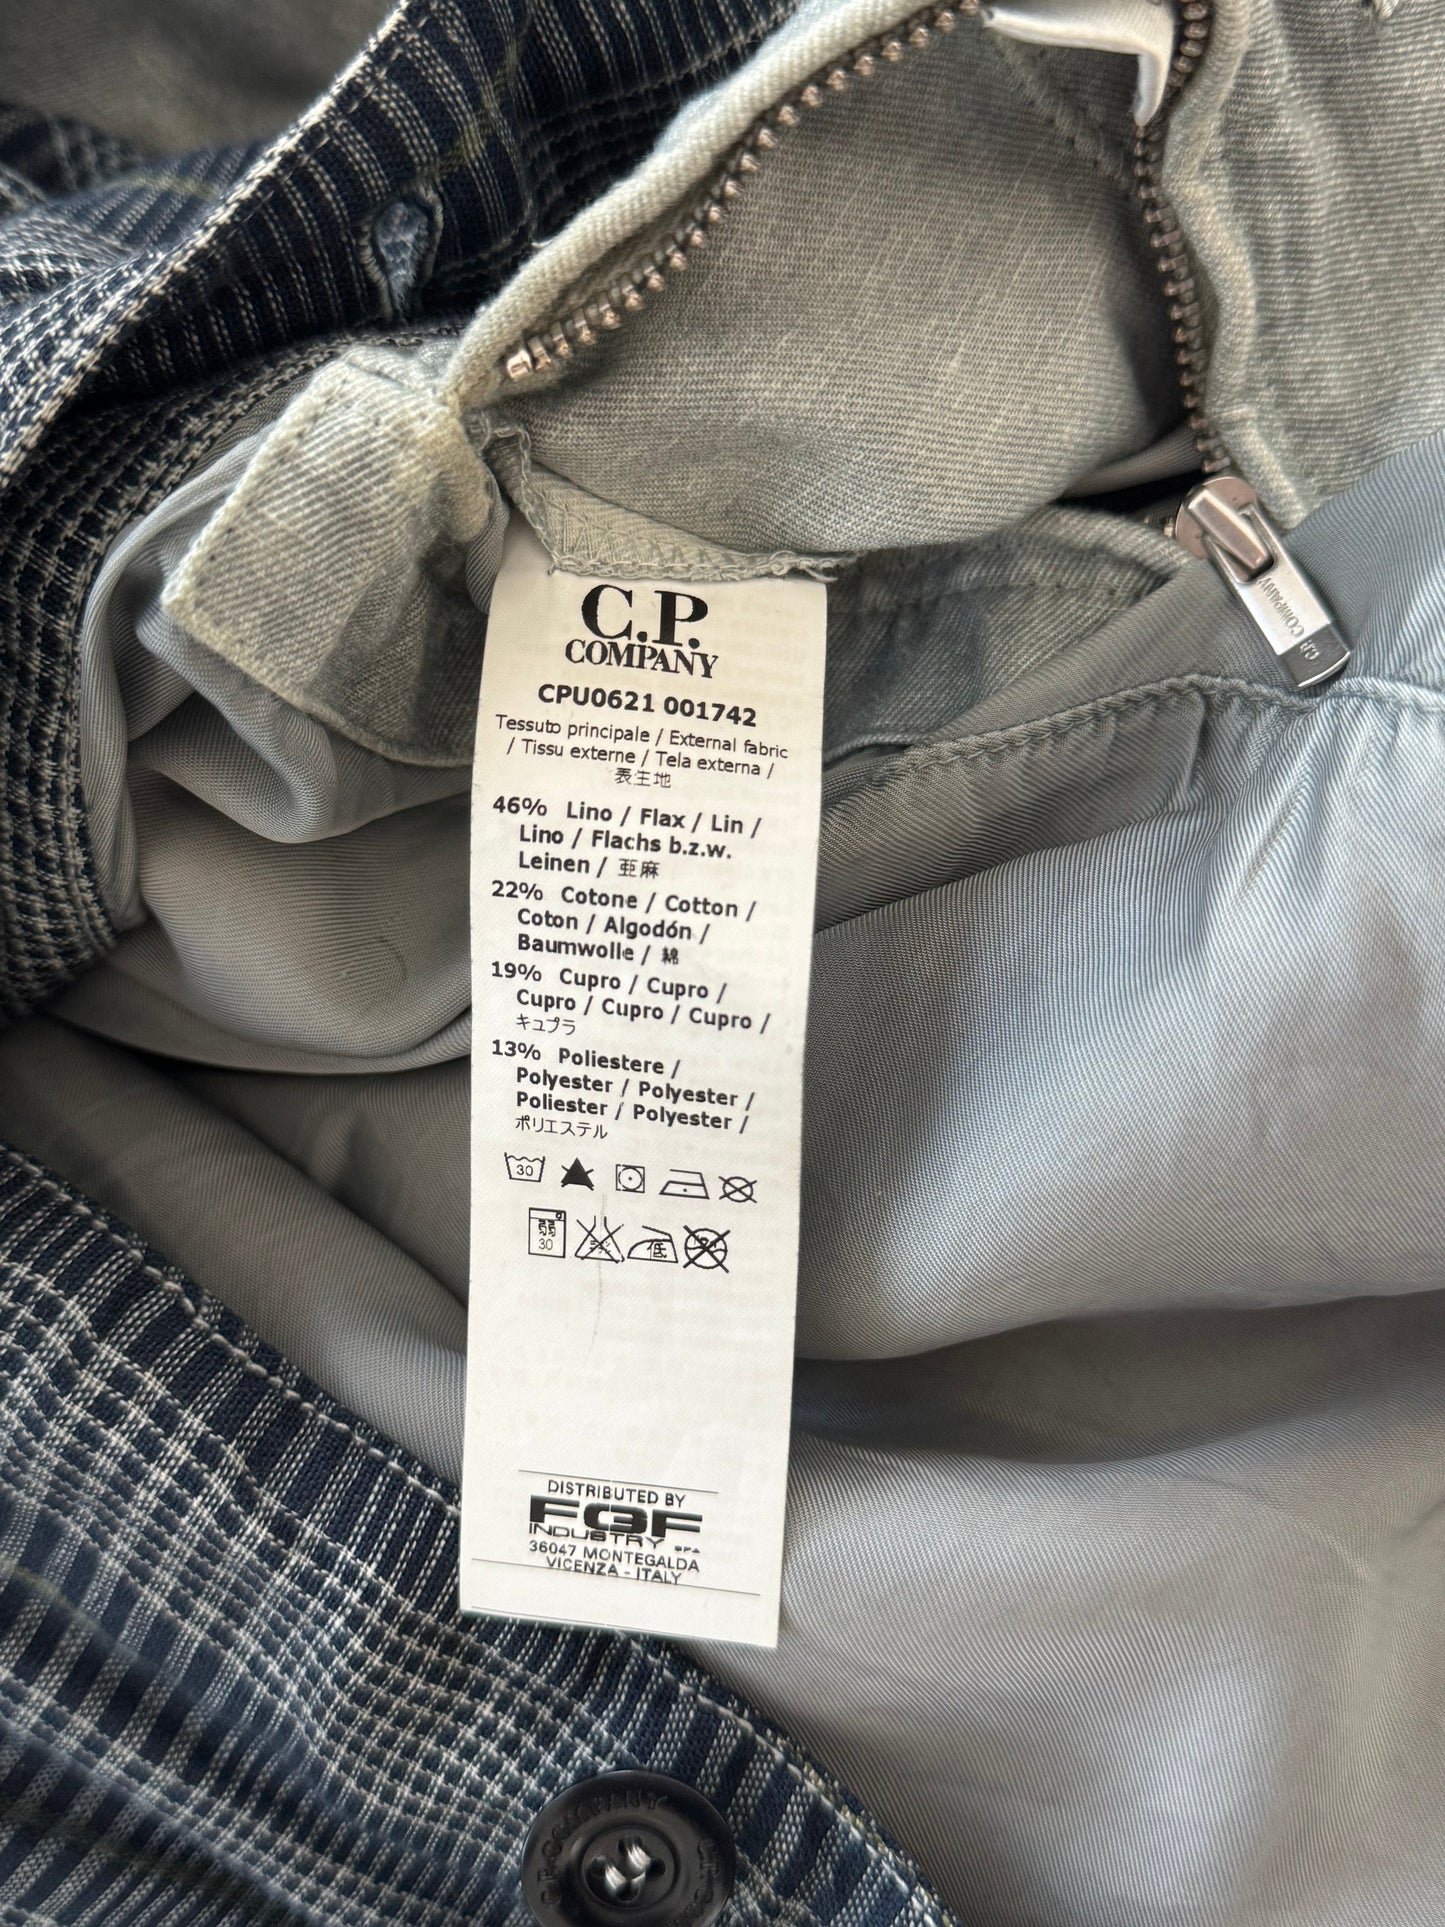 C.P.
COMPANY
CPU0621 001742
Tessuto principale / External fabric
/ Tissu externe / Tela externa /
表生地
46% Lino / Flax / Lin /
Lino / Flachs b.z.w.
Leinen / 亜麻
22% Cotone / Cotton /
Coton / Algodón /
Baumwolle / 綿
19% Cupro / Cupro /
Cupro / Cupro / Cupro /
キュプラ
13% Poliestere /
Polyester / Polyester /
Poliester / Polyester /
ポリエステル
30
弱
30
低
DISTRIBUTED BY
FGF
INDUSTRY SPA
36047 MONTEGALDA
VICENZA - ITALY
C.P. COMPANY
C.P. COMPANY